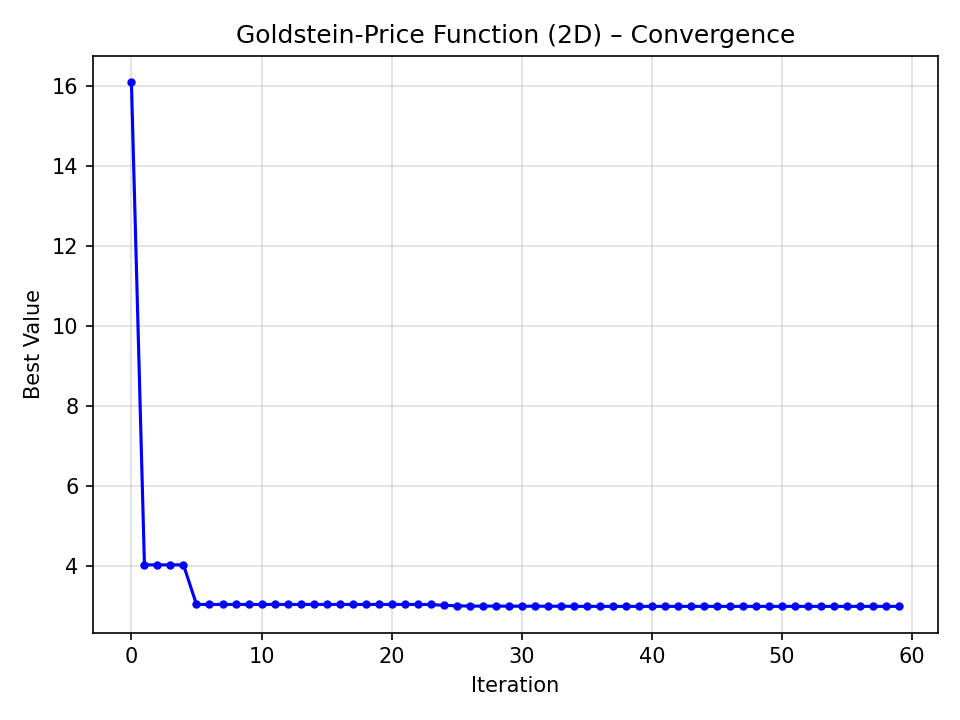 Goldstein-Price Function (2D) – Convergence
16
14
12
10
8
6
4
Best Value
0 10 20 30 40 50 60
Iteration